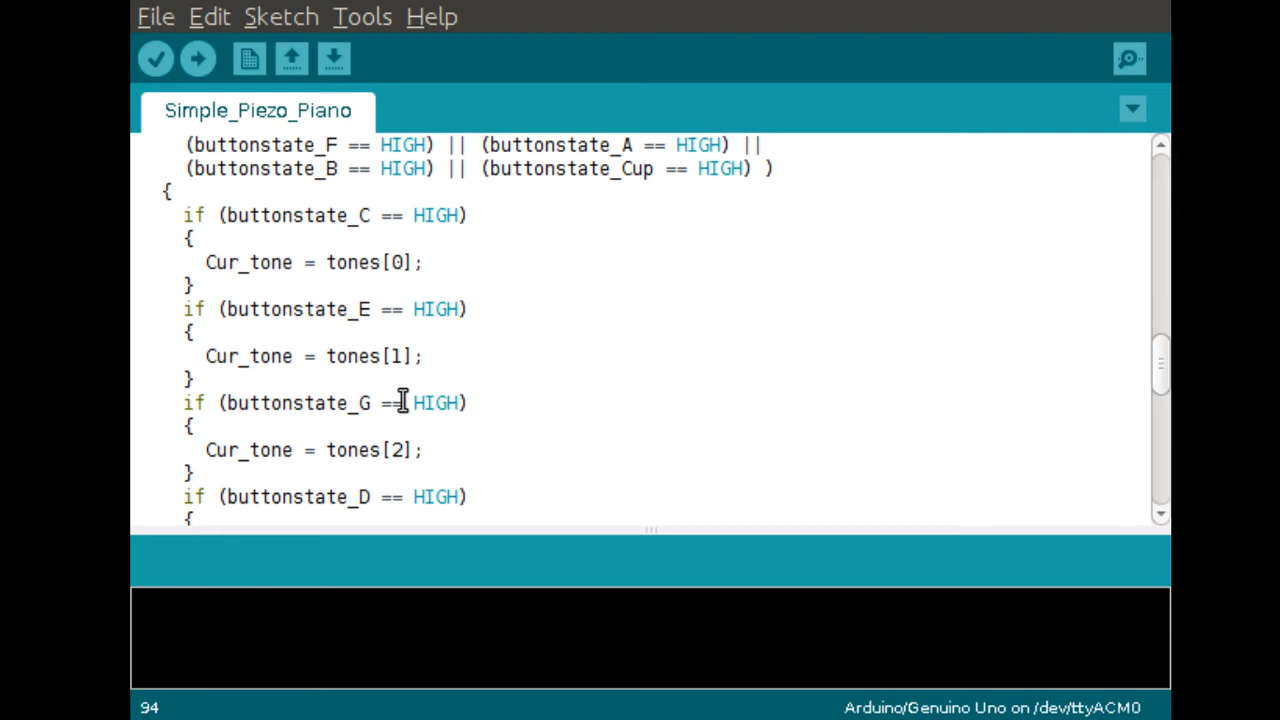 File Edit Sketch Tools Help
Simple_Piezo_Piano
(buttonstate_F == HIGH) || (buttonstate_A == HIGH) ||
(buttonstate_B == HIGH) || (buttonstate_Cup == HIGH) )
{
if (buttonstate_C == HIGH)
{
Cur_tone = tones[0];
}
if (buttonstate_E == HIGH)
{
Cur_tone = tones[1];
}
if (buttonstate_G == HIGH)
{
Cur_tone = tones[2];
}
if (buttonstate_D == HIGH)
{
94
Arduino/Genuino Uno on /dev/ttyACM0